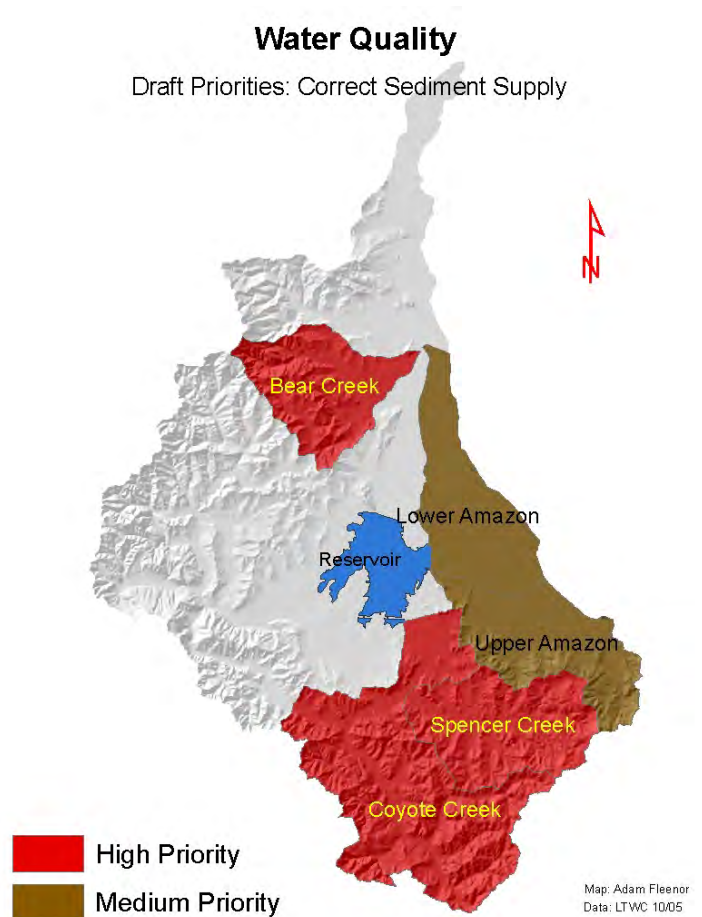 Water Quality
Draft Priorities: Correct Sediment Supply
N
Bear Creek
Lower Amazon
Reservoir
Upper Amazon
Spencer Creek
Coyote Creek
High Priority
Medium Priority
Map: Adam Fleenor
Data: LTWC 10/05